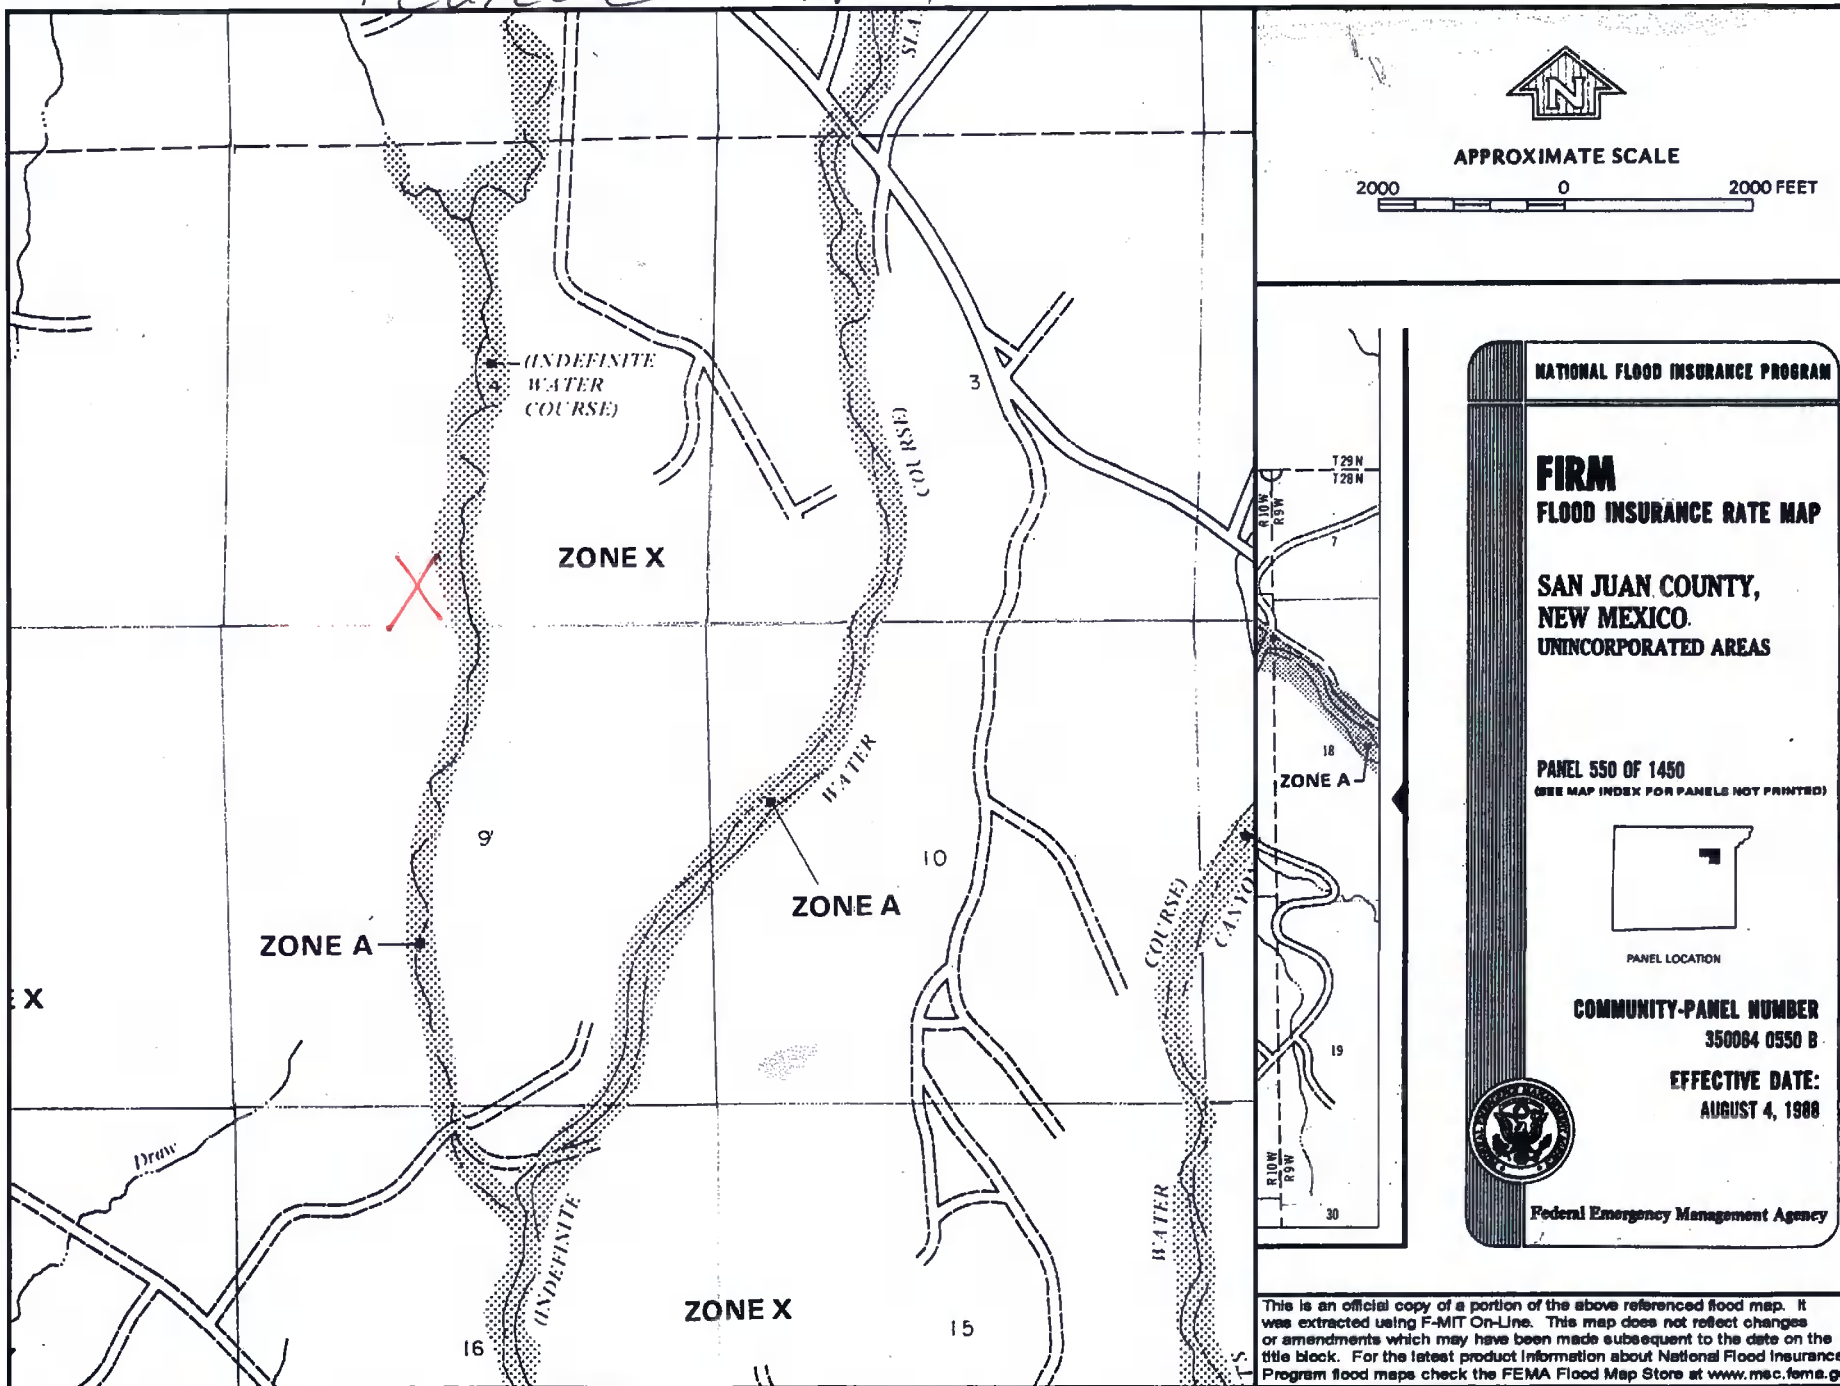 APPROXIMATE SCALE
2000 0 2000 FEET
(INDEFINITE
WATER
COURSE)
4
3
COURSE)
ZONE X
WATER
9
10
ZONE A
ZONE A
COURSE)
CANYON
X
Draw
(INDEFINITE
WATER
ZONE X
15
16
T29N
T28N
R10W
R9W
7
18
ZONE A
19
R10W
R9W
30
NATIONAL FLOOD INSURANCE PROGRAM
FIRM
FLOOD INSURANCE RATE MAP
SAN JUAN COUNTY,
NEW MEXICO
UNINCORPORATED AREAS
PANEL 550 OF 1450
(SEE MAP INDEX FOR PANELS NOT PRINTED)
PANEL LOCATION
COMMUNITY-PANEL NUMBER
350064 0550 B
EFFECTIVE DATE:
AUGUST 4, 1988
Federal Emergency Management Agency
This is an official copy of a portion of the above referenced flood map. It
was extracted using F-MIT On-Line. This map does not reflect changes
or amendments which may have been made subsequent to the date on the
title block. For the latest product information about National Flood Insurance
Program flood maps check the FEMA Flood Map Store at www.msc.fema.g